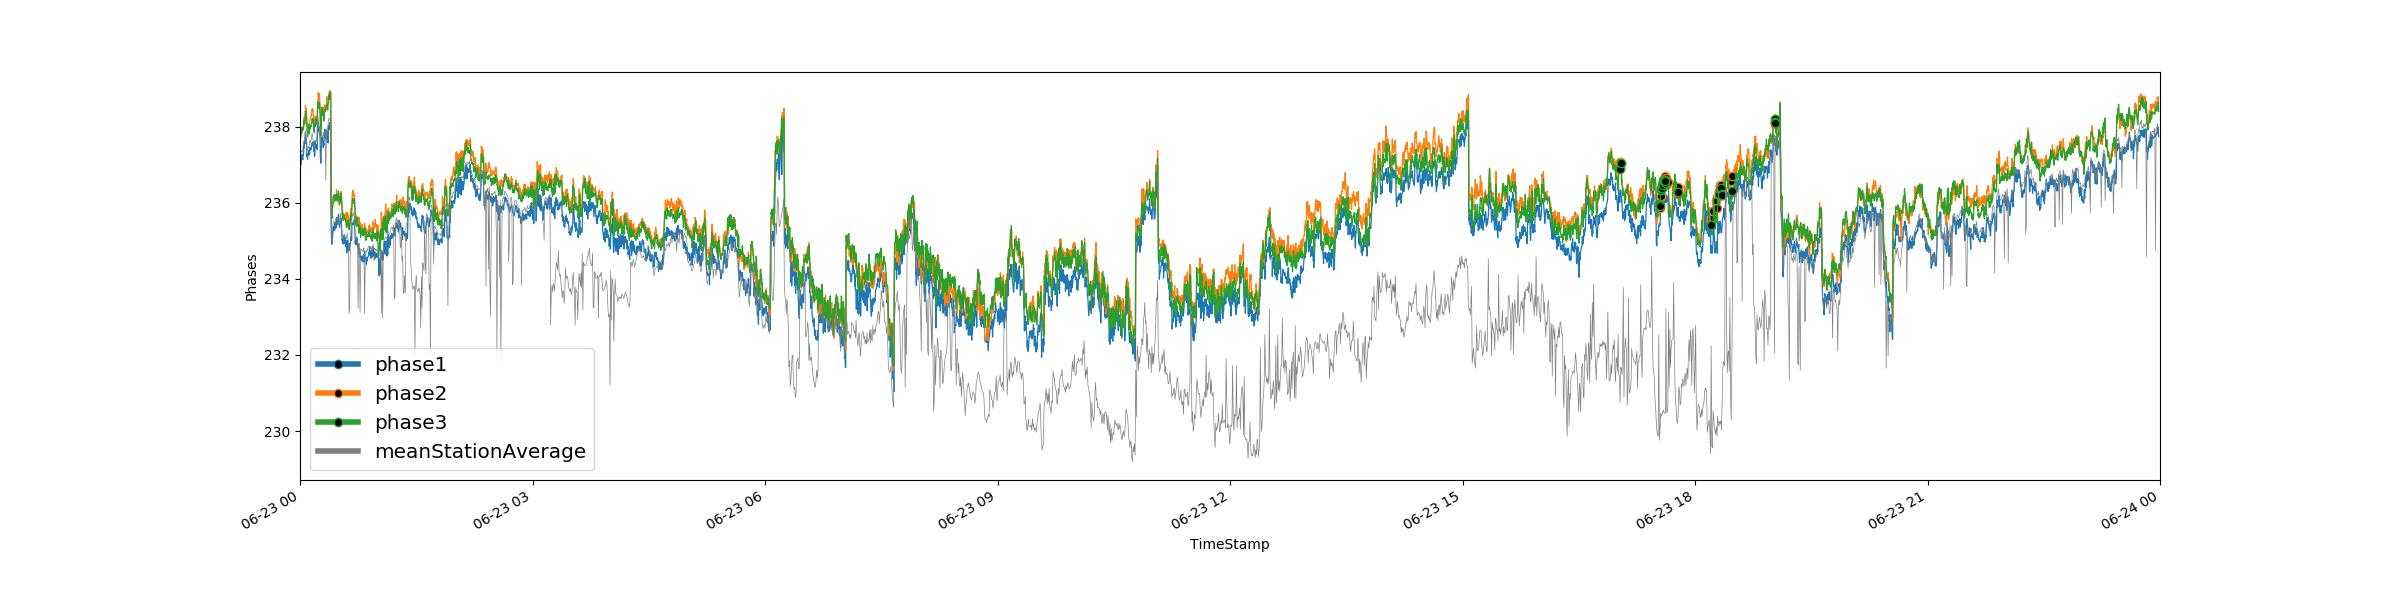 238
236
234
232
230
Phases
phase1
phase2
phase3
meanStationAverage
06-23 00
06-23 03
06-23 06
06-23 09
06-23 12
06-23 15
06-23 18
06-23 21
06-24 00
TimeStamp